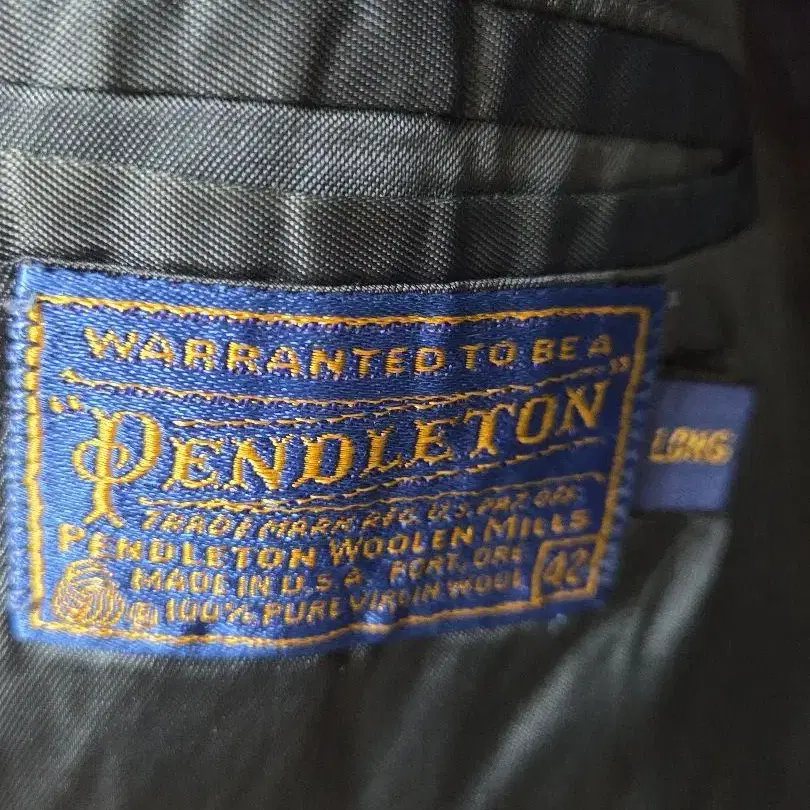 WARRANTED TO BE A
"PENDLETON"
TRADE MARK REG. U.S. PAT. OFF.
PENDLETON WOOLEN MILLS
MADE IN U.S.A. PORT, ORE
100% PURE VIRGIN WOOL
42
LONG